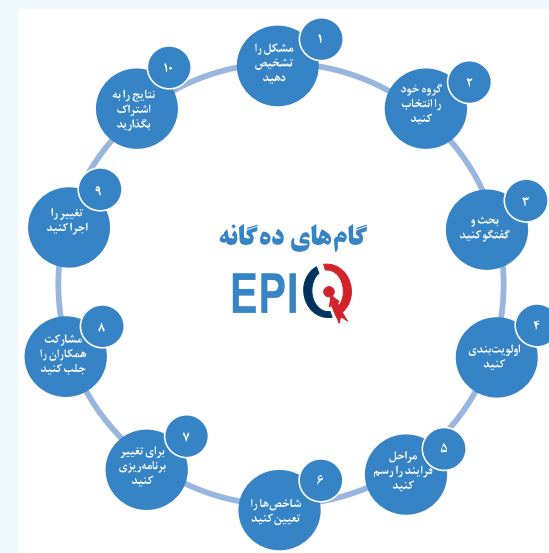 گام‌های ده‌گانه
EPIQ
۱
مشکل را
تشخیص
دهید
۲
گروه خود
را انتخاب
کنید
۳
بحث و
گفتگو کنید
۴
اولویت‌بندی
کنید
۵
مراحل
فرایند را رسم
کنید
۶
شاخص‌ها را
تعیین کنید
۷
برای تغییر
برنامه‌ریزی
کنید
۸
مشارکت
همکاران را
جلب کنید
۹
تغییر را
اجرا کنید
۱۰
نتایج را به
اشتراک
بگذارید